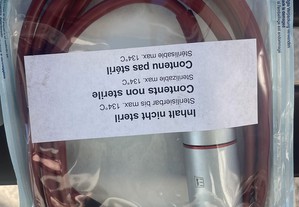 Inhalt nicht steril
Sterilisierbar bis max. 134°C
Contents non sterile
Sterilizable max. 134°C
Contenu pas stéril
Stérilisable max. 134°C